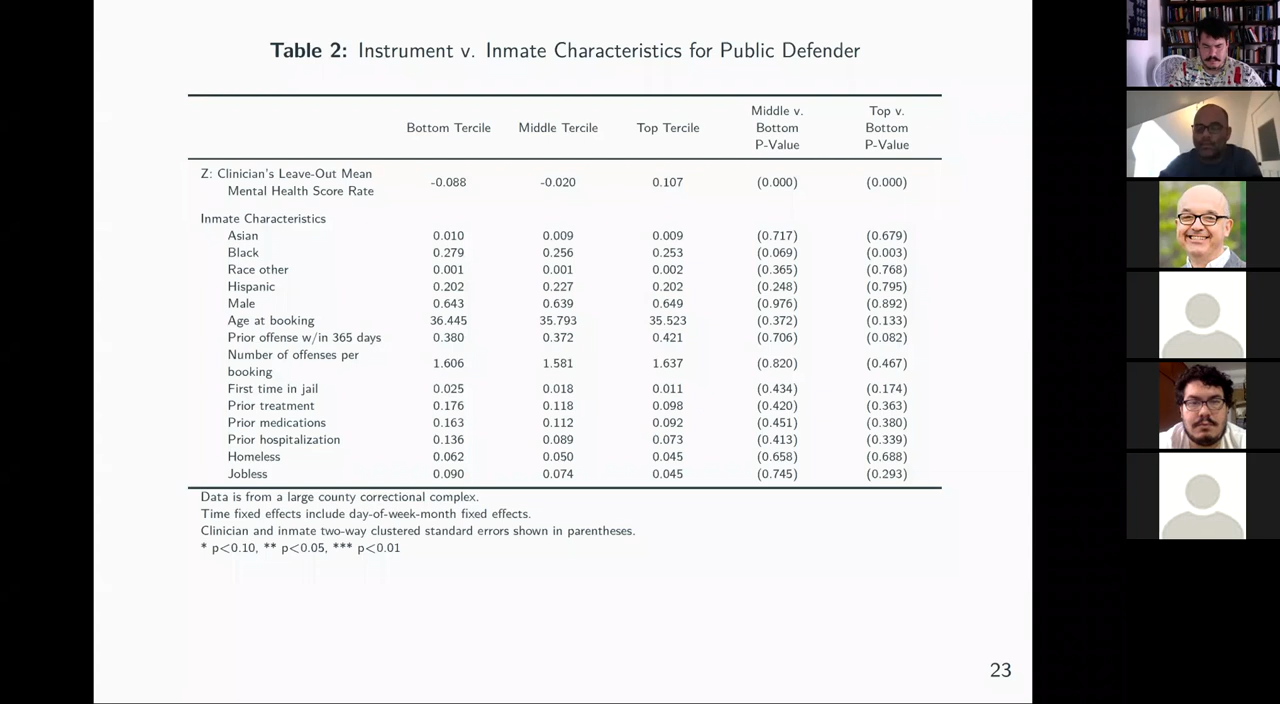 Table 2: Instrument v. Inmate Characteristics for Public Defender
Bottom Tercile Middle Tercile Top Tercile Middle v. Bottom P-Value Top v. Bottom P-Value
Z: Clinician's Leave-Out Mean
Mental Health Score Rate -0.088 -0.020 0.107 (0.000) (0.000)
Inmate Characteristics
Asian 0.010 0.009 0.009 (0.717) (0.679)
Black 0.279 0.256 0.253 (0.069) (0.003)
Race other 0.001 0.001 0.002 (0.365) (0.768)
Hispanic 0.202 0.227 0.202 (0.248) (0.795)
Male 0.643 0.639 0.649 (0.976) (0.892)
Age at booking 36.445 35.793 35.523 (0.372) (0.133)
Prior offense w/in 365 days 0.380 0.372 0.421 (0.706) (0.082)
Number of offenses per
booking 1.606 1.581 1.637 (0.820) (0.467)
First time in jail 0.025 0.018 0.011 (0.434) (0.174)
Prior treatment 0.176 0.118 0.098 (0.420) (0.363)
Prior medications 0.163 0.112 0.092 (0.451) (0.380)
Prior hospitalization 0.136 0.089 0.073 (0.413) (0.339)
Homeless 0.062 0.050 0.045 (0.658) (0.688)
Jobless 0.090 0.074 0.045 (0.745) (0.293)
Data is from a large county correctional complex.
Time fixed effects include day-of-week-month fixed effects.
Clinician and inmate two-way clustered standard errors shown in parentheses.
* p<0.10, ** p<0.05, *** p<0.01
23